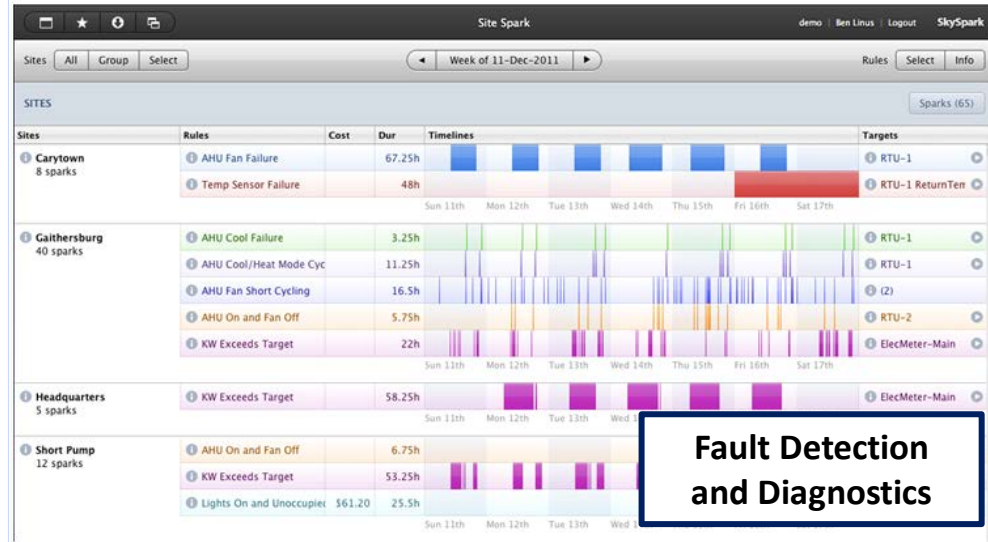 Site Spark
demo | Ben Linus | Logout SkySpark
Sites All Group Select Week of 11-Dec-2011 Rules Select Info
SITES Sparks (65)
Sites Rules Cost Dur Timelines Targets
Carytown AHU Fan Failure 67.25h RTU-1
8 sparks
Temp Sensor Failure 48h RTU-1 ReturnTem
Sun 11th Mon 12th Tue 13th Wed 14th Thu 15th Fri 16th Sat 17th
Gaithersburg AHU Cool Failure 3.25h RTU-1
40 sparks
AHU Cool/Heat Mode Cyc 11.25h RTU-1
AHU Fan Short Cycling 16.5h (2)
AHU On and Fan Off 5.75h RTU-2
KW Exceeds Target 22h ElecMeter-Main
Sun 11th Mon 12th Tue 13th Wed 14th Thu 15th Fri 16th Sat 17th
Headquarters KW Exceeds Target 58.25h ElecMeter-Main
5 sparks
Sun 11th Mon 12th Tue 13th Wed 1
Short Pump AHU On and Fan Off 6.75h
12 sparks
KW Exceeds Target 53.25h
Lights On and Unoccupied $61.20 25.5h
Sun 11th Mon 12th Tue 13th Wed 1
Fault Detection
and Diagnostics